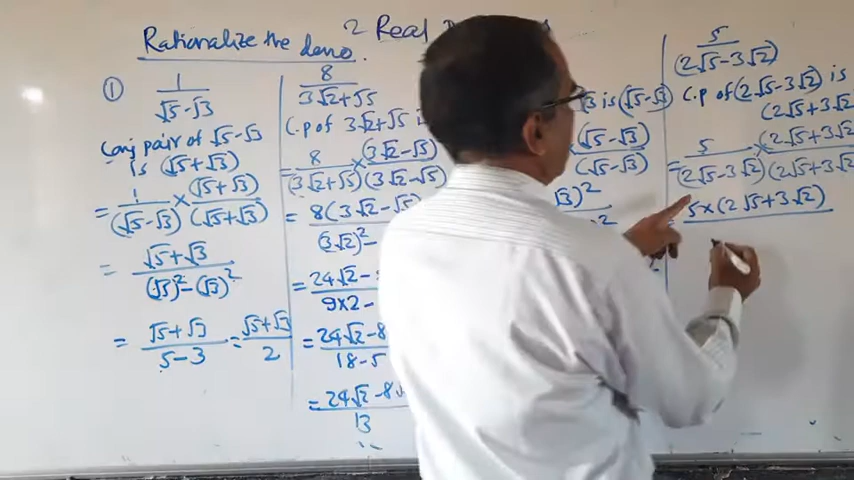 2 Real
Rationalize the deno.
① 1
√5-√3
Conj pair of √5-√3
is (√5+√3)
= 1 × (√5+√3)
(√5-√3) (√5+√3)
= √5+√3
(√5)²-(√3)²
= √5+√3 = √5+√3
5-3 2
8
3√2+√5
C.p of 3√2+√5 i
= 8 × (3√2-√5)
(3√2+√5) (3√2-√5)
= 8(3√2-√5
(3√2)²-
= 24√2-
9×2-
= 24√2-8
18-5
= 24√2-8√
13
√3 is (√5-√3)
(√5-√3)
(√5-√3)
√3)²
²
5
(2√5-3√2)
C.p of (2√5-3√2) is
(2√5+3√2
= 5 × (2√5+3√2
(2√5-3√2) (2√5+3√2
= 5×(2√5+3√2)